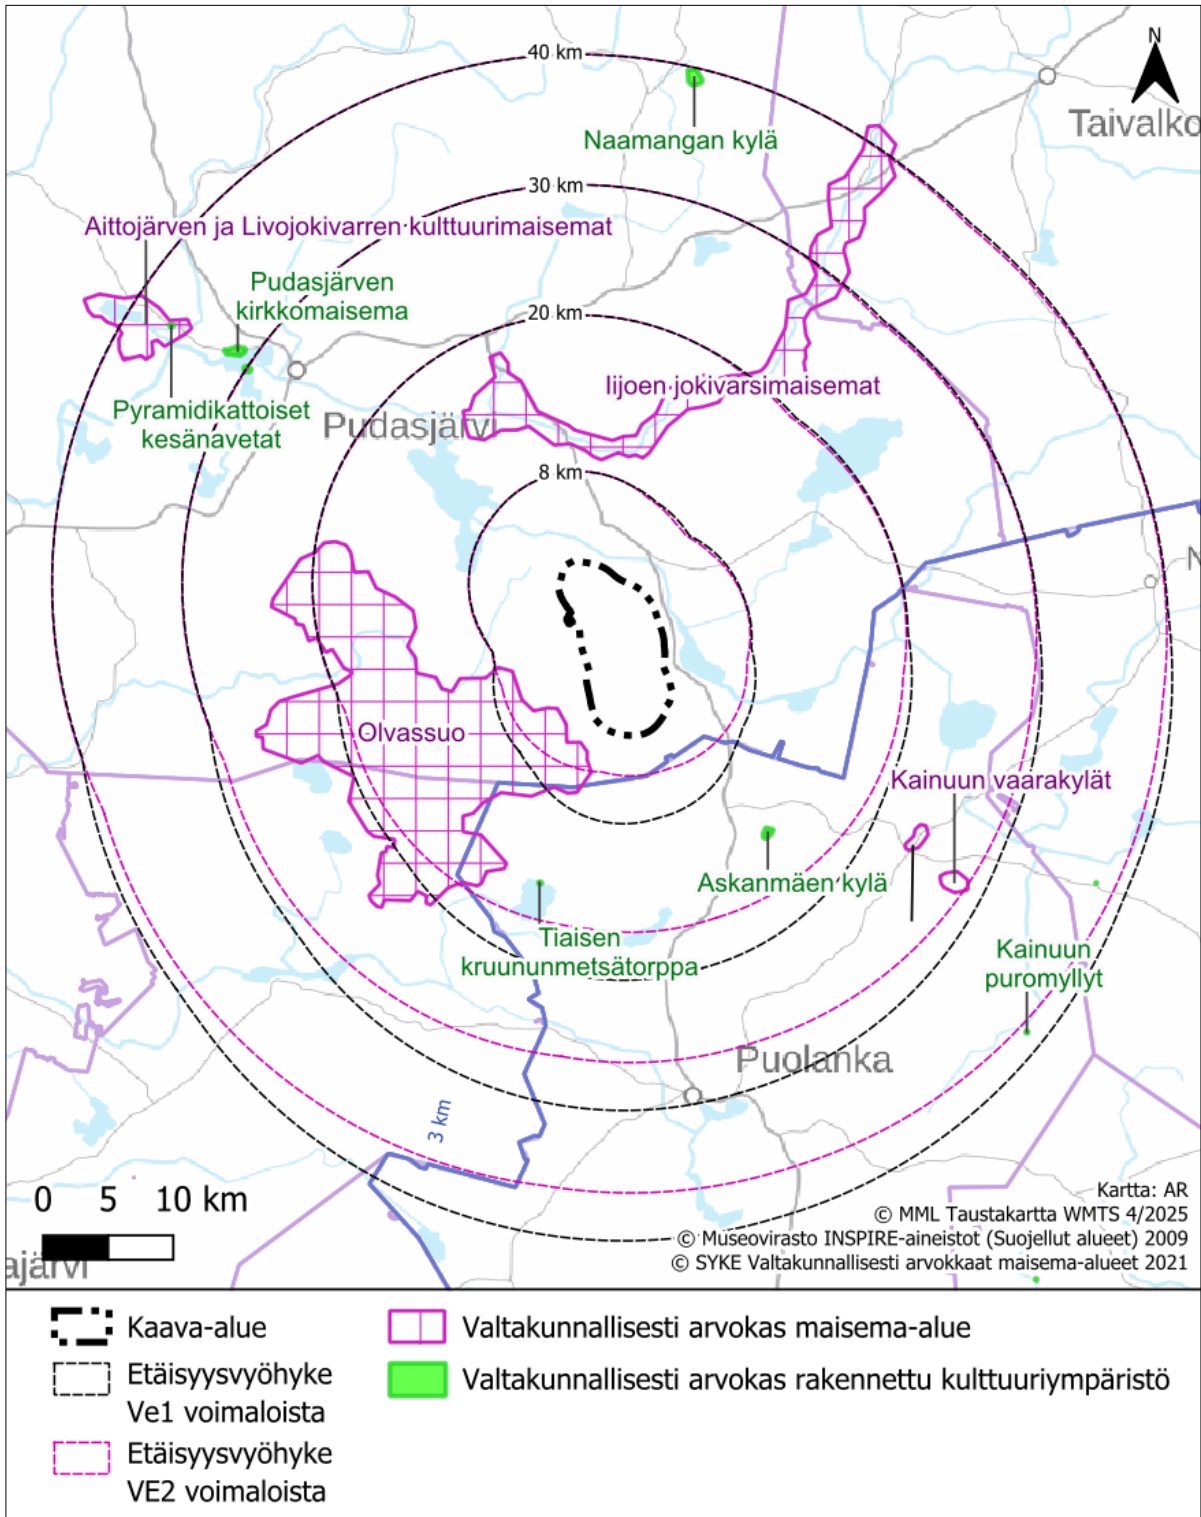 40 km
N
Naamangan kylä
Taivalko
30 km
Aittojärven ja Livojokivarren kulttuurimaisemat
Pudasjärven
kirkkomaisema
20 km
Iijoen jokivarsimaisemat
Pyramidikattoiset
kesänavetat
Pudasjärvi
8 km
N
Olvassuo
Kainuun vaarakylät
Askanmäen kylä
Tiaisen
kruununmetsätorppa
Kainuun
puromyllyt
Puolanka
3 km
0 5 10 km
ajärvi
Kartta: AR
© MML Taustakartta WMTS 4/2025
© Museovirasto INSPIRE-aineistot (Suojellut alueet) 2009
© SYKE Valtakunnallisesti arvokkaat maisema-alueet 2021
Kaava-alue
Etäisyysvyöhyke
Ve1 voimaloista
Etäisyysvyöhyke
VE2 voimaloista
Valtakunnallisesti arvokas maisema-alue
Valtakunnallisesti arvokas rakennettu kulttuuriympäristö